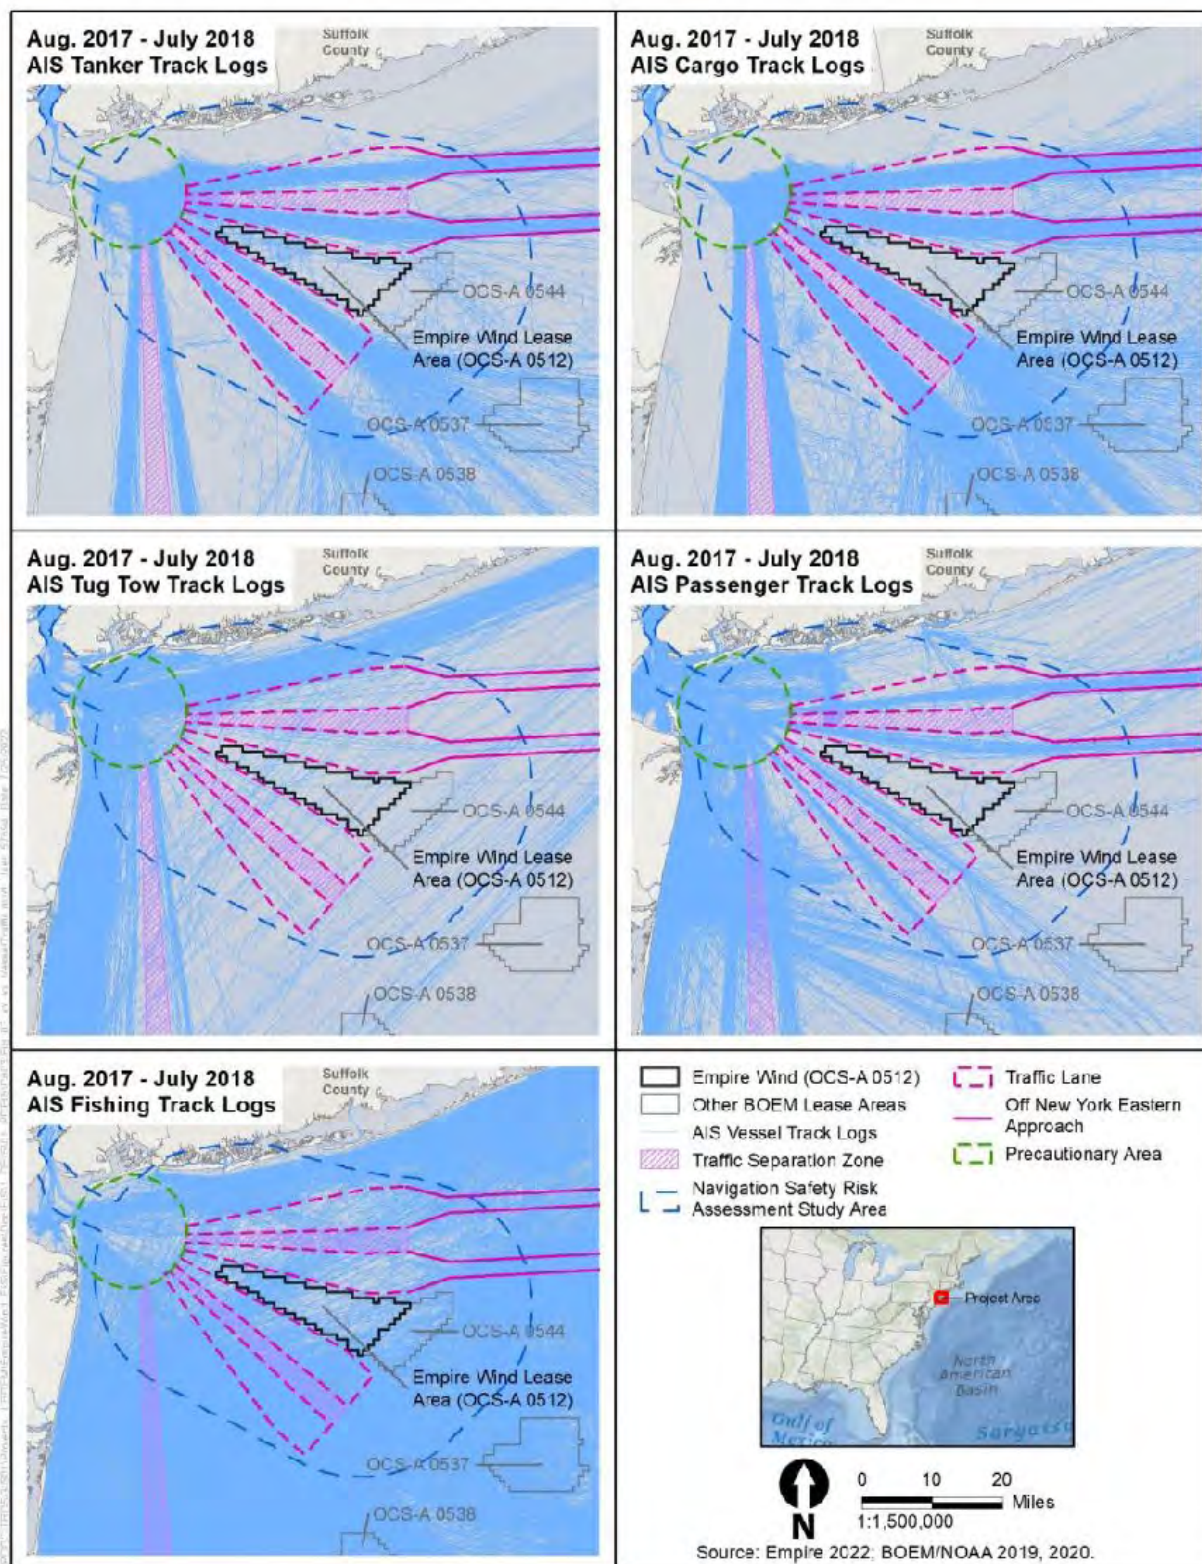 Aug. 2017 - July 2018
AIS Tanker Track Logs
Suffolk
County
OCS-A 0544
Empire Wind Lease
Area (OCS-A 0512)
OCS-A 0537
OCS-A 0538
Aug. 2017 - July 2018
AIS Cargo Track Logs
Suffolk
County
OCS-A 0544
Empire Wind Lease
Area (OCS-A 0512)
OCS-A 0537
OCS-A 0538
Aug. 2017 - July 2018
AIS Tug Tow Track Logs
Suffolk
County
OCS-A 0544
Empire Wind Lease
Area (OCS-A 0512)
OCS-A 0537
OCS-A 0538
Aug. 2017 - July 2018
AIS Passenger Track Logs
Suffolk
County
OCS-A 0544
Empire Wind Lease
Area (OCS-A 0512)
OCS-A 0537
OCS-A 0538
Aug. 2017 - July 2018
AIS Fishing Track Logs
Suffolk
County
OCS-A 0544
Empire Wind Lease
Area (OCS-A 0512)
OCS-A 0537
OCS-A 0538
Empire Wind (OCS-A 0512)
Other BOEM Lease Areas
AIS Vessel Track Logs
Traffic Separation Zone
Navigation Safety Risk
Assessment Study Area
Traffic Lane
Off New York Eastern
Approach
Precautionary Area
Project Area
North
American
Basin
Gulf of
Mexico
Sargasso
N
0 10 20
Miles
1:1,500,000
Source: Empire 2022; BOEM/NOAA 2019, 2020.